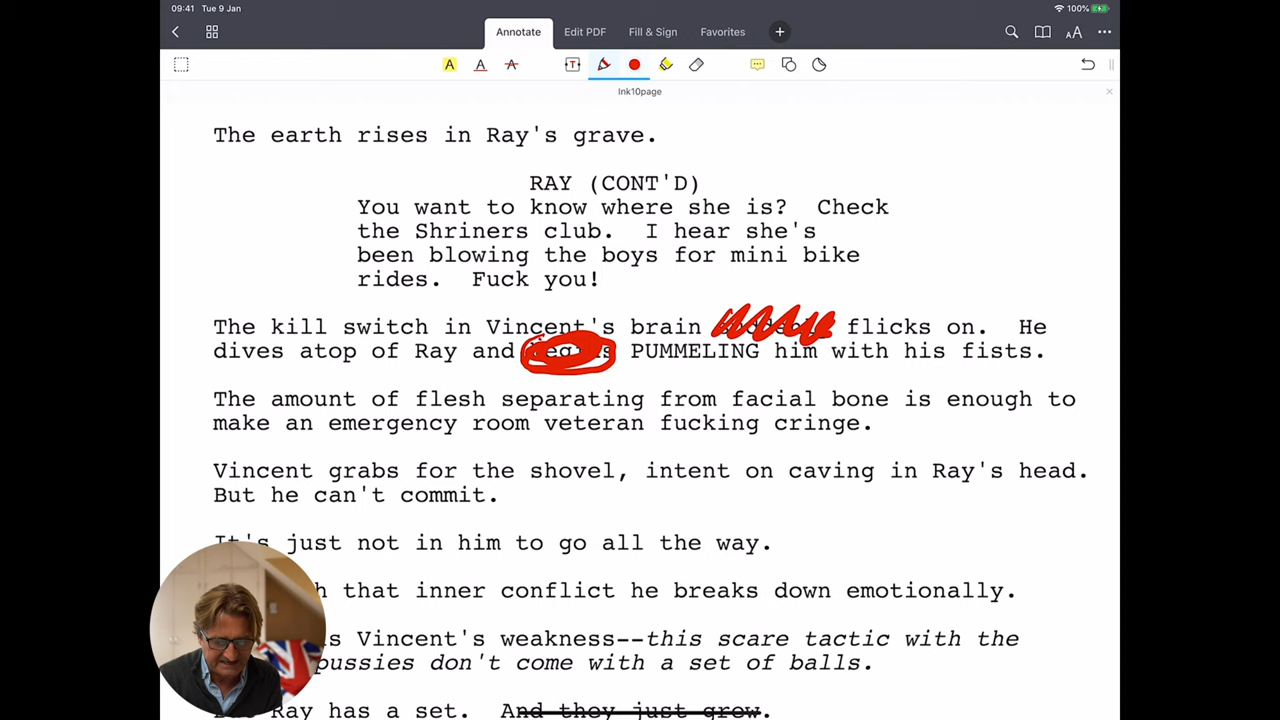 09:41 Tue 9 Jan
100%
Annotate Edit PDF Fill & Sign Favorites
AA
A A A T
Ink10page
The earth rises in Ray's grave.
RAY (CONT'D)
You want to know where she is? Check
the Shriners club. I hear she's
been blowing the boys for mini bike
rides. Fuck you!
The kill switch in Vincent's brain flicks on. He
dives atop of Ray and PUMMELING him with his fists.
The amount of flesh separating from facial bone is enough to
make an emergency room veteran fucking cringe.
Vincent grabs for the shovel, intent on caving in Ray's head.
But he can't commit.
It's just not in him to go all the way.
that inner conflict he breaks down emotionally.
Vincent's weakness--this scare tactic with the
pussies don't come with a set of balls.
Ray has a set. And they just grow.